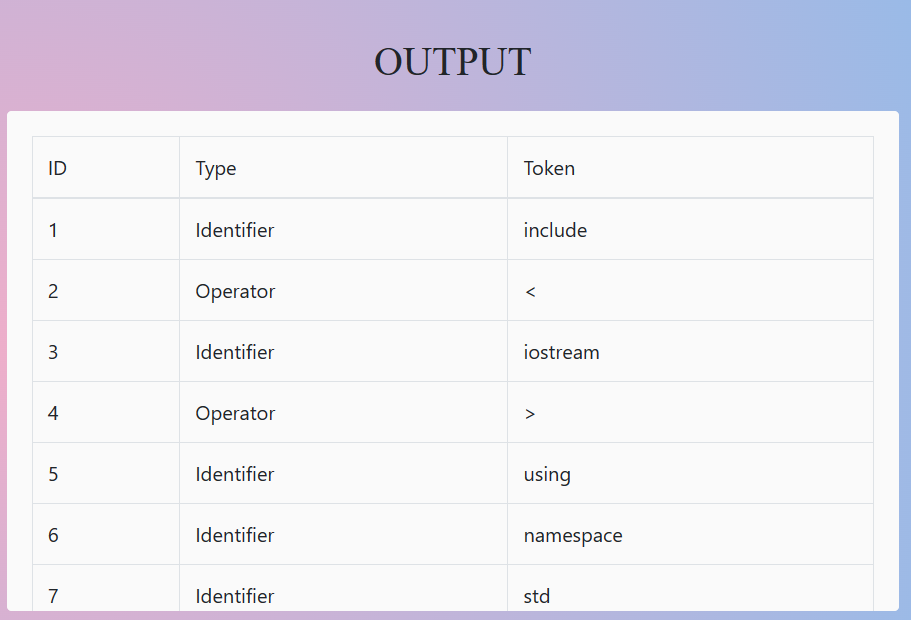 OUTPUT
ID Type Token
1 Identifier include
2 Operator <
3 Identifier iostream
4 Operator >
5 Identifier using
6 Identifier namespace
7 Identifier std